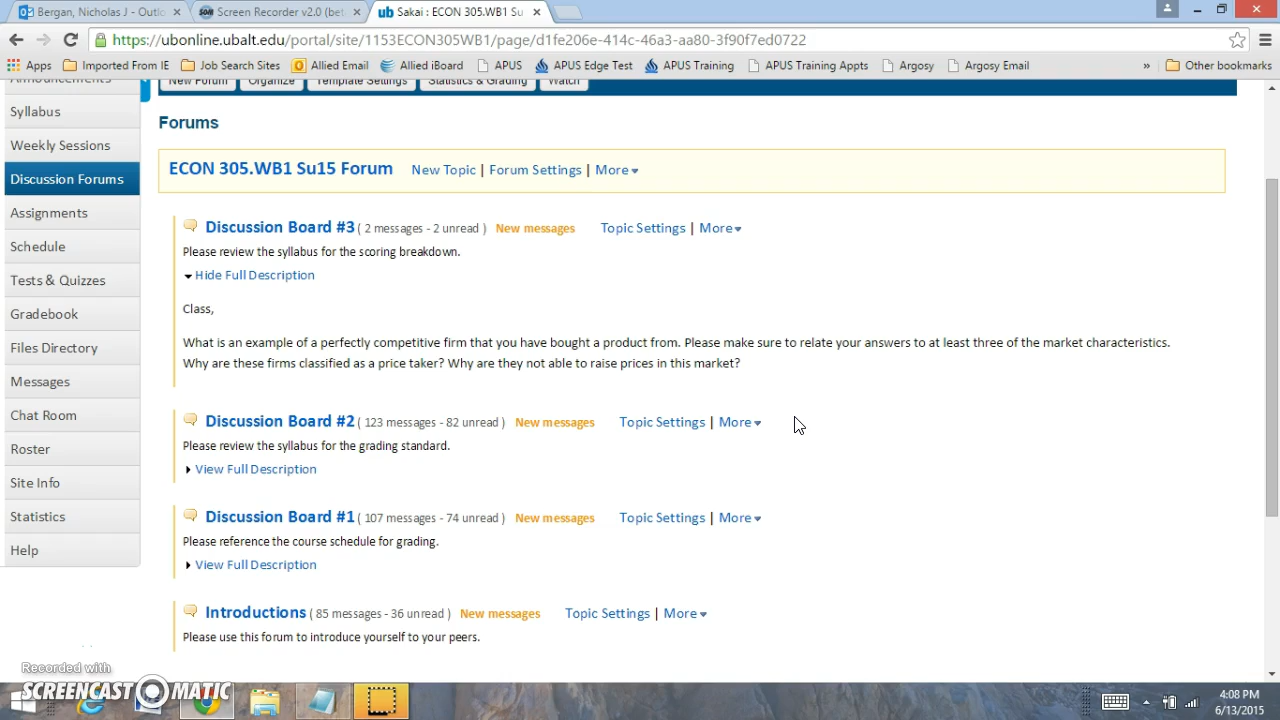 Bergan, Nicholas J - Outlo
Screen Recorder v2.0 (bet
ub Sakai : ECON 305.WB1 Su
https://ubonline.ubalt.edu/portal/site/1153ECON305WB1/page/d1fe206e-414c-46a3-aa80-3f90f7ed0722
Apps Imported From IE Job Search Sites Allied Email Allied iBoard APUS APUS Edge Test APUS Training APUS Training Appts Argosy Argosy Email » Other bookmarks
Announcements
New Forum Organize Template Settings Statistics & Grading Watch
Syllabus
Weekly Sessions
Discussion Forums
Assignments
Schedule
Tests & Quizzes
Gradebook
Files Directory
Messages
Chat Room
Roster
Site Info
Statistics
Help
Forums
ECON 305.WB1 Su15 Forum New Topic | Forum Settings | More
Discussion Board #3 ( 2 messages - 2 unread ) New messages Topic Settings | More
Please review the syllabus for the scoring breakdown.
Hide Full Description
Class,
What is an example of a perfectly competitive firm that you have bought a product from. Please make sure to relate your answers to at least three of the market characteristics.
Why are these firms classified as a price taker? Why are they not able to raise prices in this market?
Discussion Board #2 ( 123 messages - 82 unread ) New messages Topic Settings | More
Please review the syllabus for the grading standard.
View Full Description
Discussion Board #1 ( 107 messages - 74 unread ) New messages Topic Settings | More
Please reference the course schedule for grading.
View Full Description
Introductions ( 85 messages - 36 unread ) New messages Topic Settings | More
Please use this forum to introduce yourself to your peers.
Recorded with
SCREENCAST-O-MATIC
4:08 PM
6/13/2015